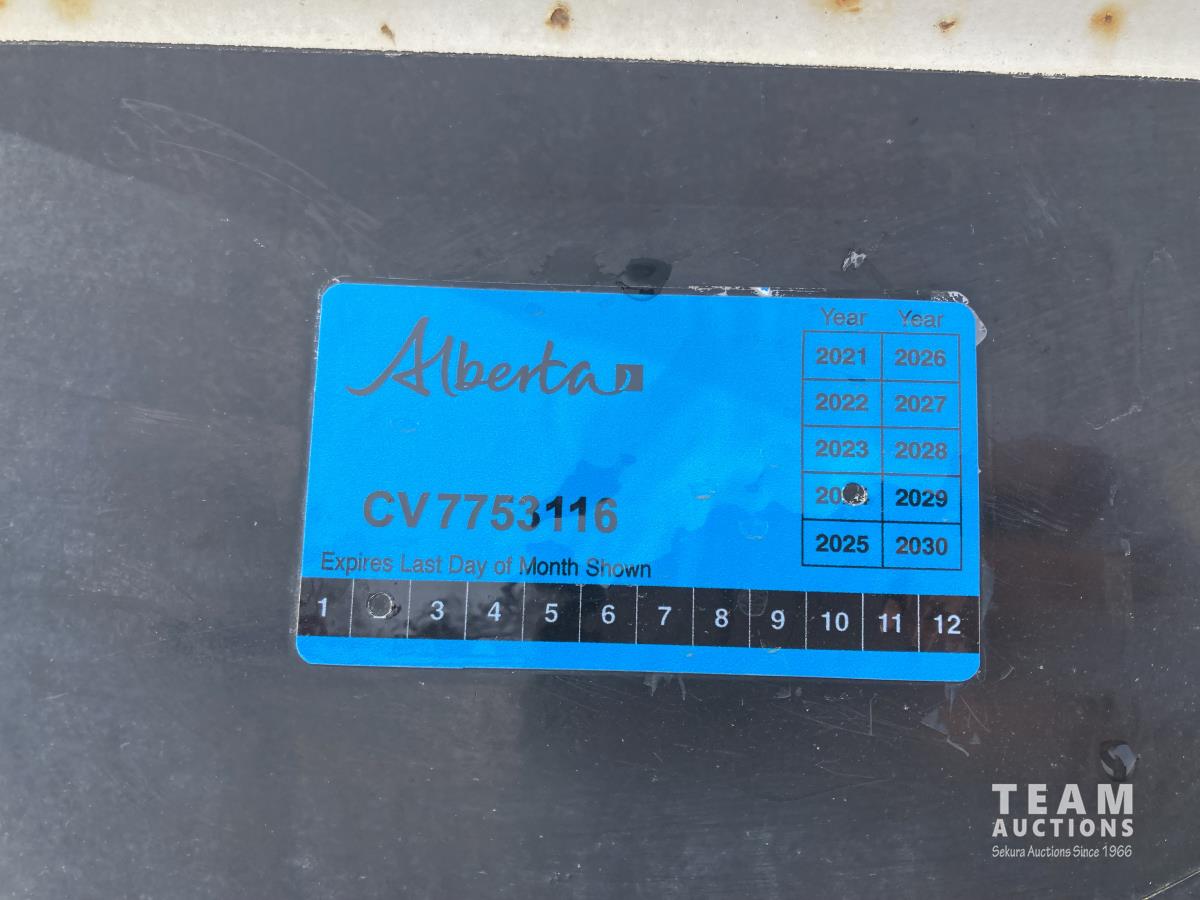 Alberta
Year Year
2021 2026
2022 2027
2023 2028
2029
2025 2030
CV7753116
Expires Last Day of Month Shown
1 3 4 5 6 7 8 9 10 11 12
TEAM
AUCTIONS
Sekura Auctions Since 1966